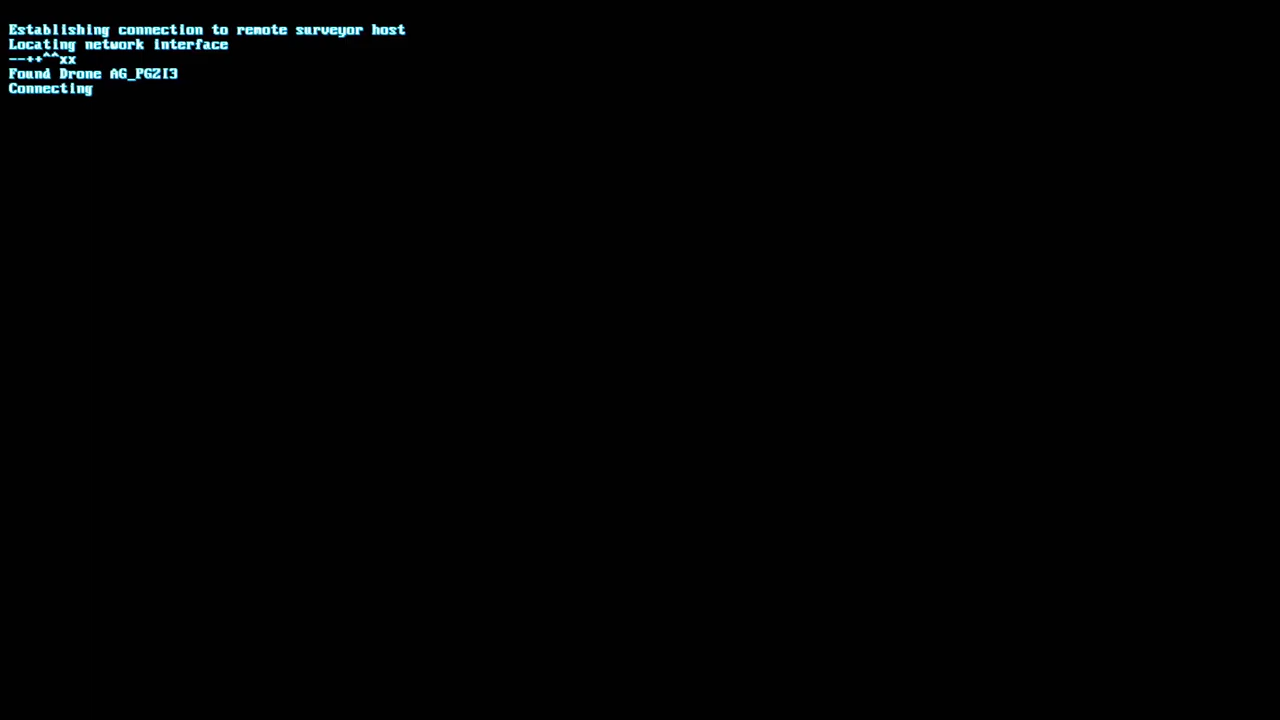 Establishing connection to remote surveyor host
Locating network interface
--++^^xx
Found Drone AG_PGZI3
Connecting